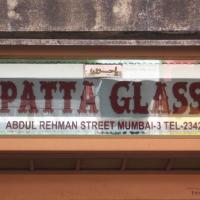 PATTA GLASS
ABDUL REHMAN STREET MUMBAI-3 TEL-2342